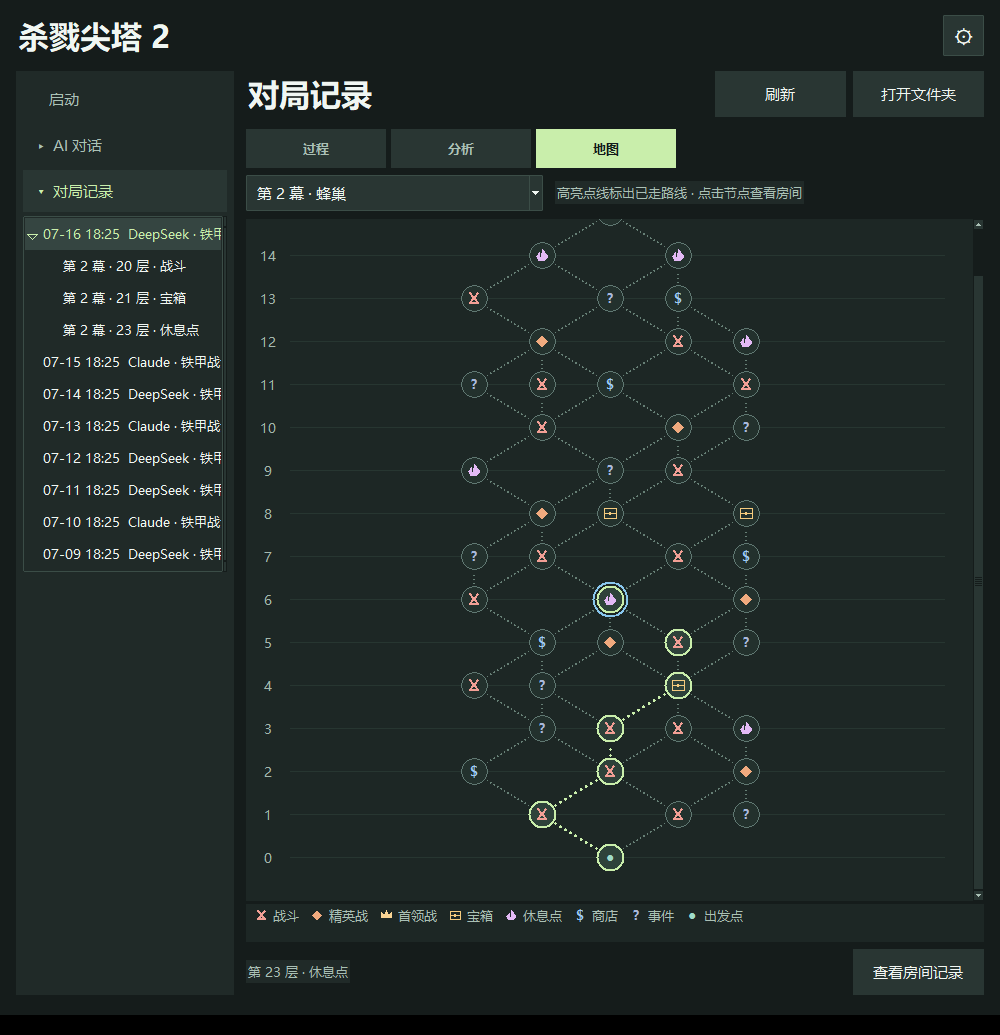 杀戮尖塔 2
启动
AI 对话
对局记录
07-16 18:25 DeepSeek · 铁甲
第 2 幕 · 20 层 · 战斗
第 2 幕 · 21 层 · 宝箱
第 2 幕 · 23 层 · 休息点
07-15 18:25 Claude · 铁甲战
07-14 18:25 DeepSeek · 铁甲
07-13 18:25 Claude · 铁甲战
07-12 18:25 DeepSeek · 铁甲
07-11 18:25 DeepSeek · 铁甲
07-10 18:25 Claude · 铁甲战
07-09 18:25 DeepSeek · 铁甲
对局记录
刷新
打开文件夹
过程
分析
地图
第 2 幕 · 蜂巢
高亮点线标出已走路线 · 点击节点查看房间
14
13 ? $
12
11 ? $
10 ?
9 ?
8
7 ? $
6
5 $ ?
4 ?
3 ?
2 $
1 ?
0
战斗 精英战 首领战 宝箱 休息点 $ 商店 ? 事件 出发点
第 23 层 · 休息点
查看房间记录